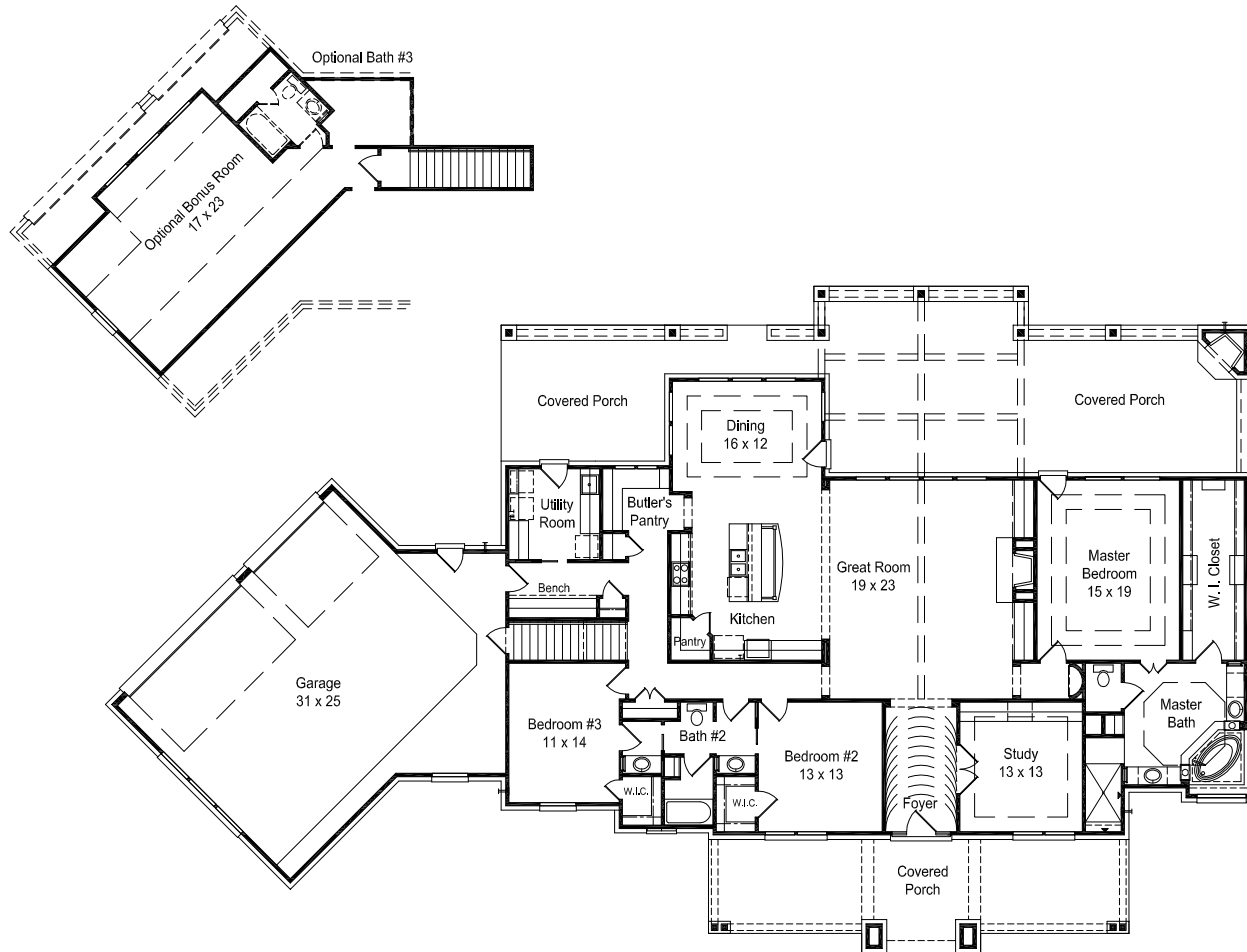 Optional Bath #3
Optional Bonus Room
17 x 23
Covered Porch
Dining
16 x 12
Covered Porch
Utility
Room
Butler's
Pantry
Great Room
19 x 23
Master
Bedroom
15 x 19
W. I. Closet
Bench
Kitchen
Pantry
Garage
31 x 25
Bedroom #3
11 x 14
Bath #2
Bedroom #2
13 x 13
Study
13 x 13
Master
Bath
W.I.C.
W.I.C.
Foyer
Covered
Porch